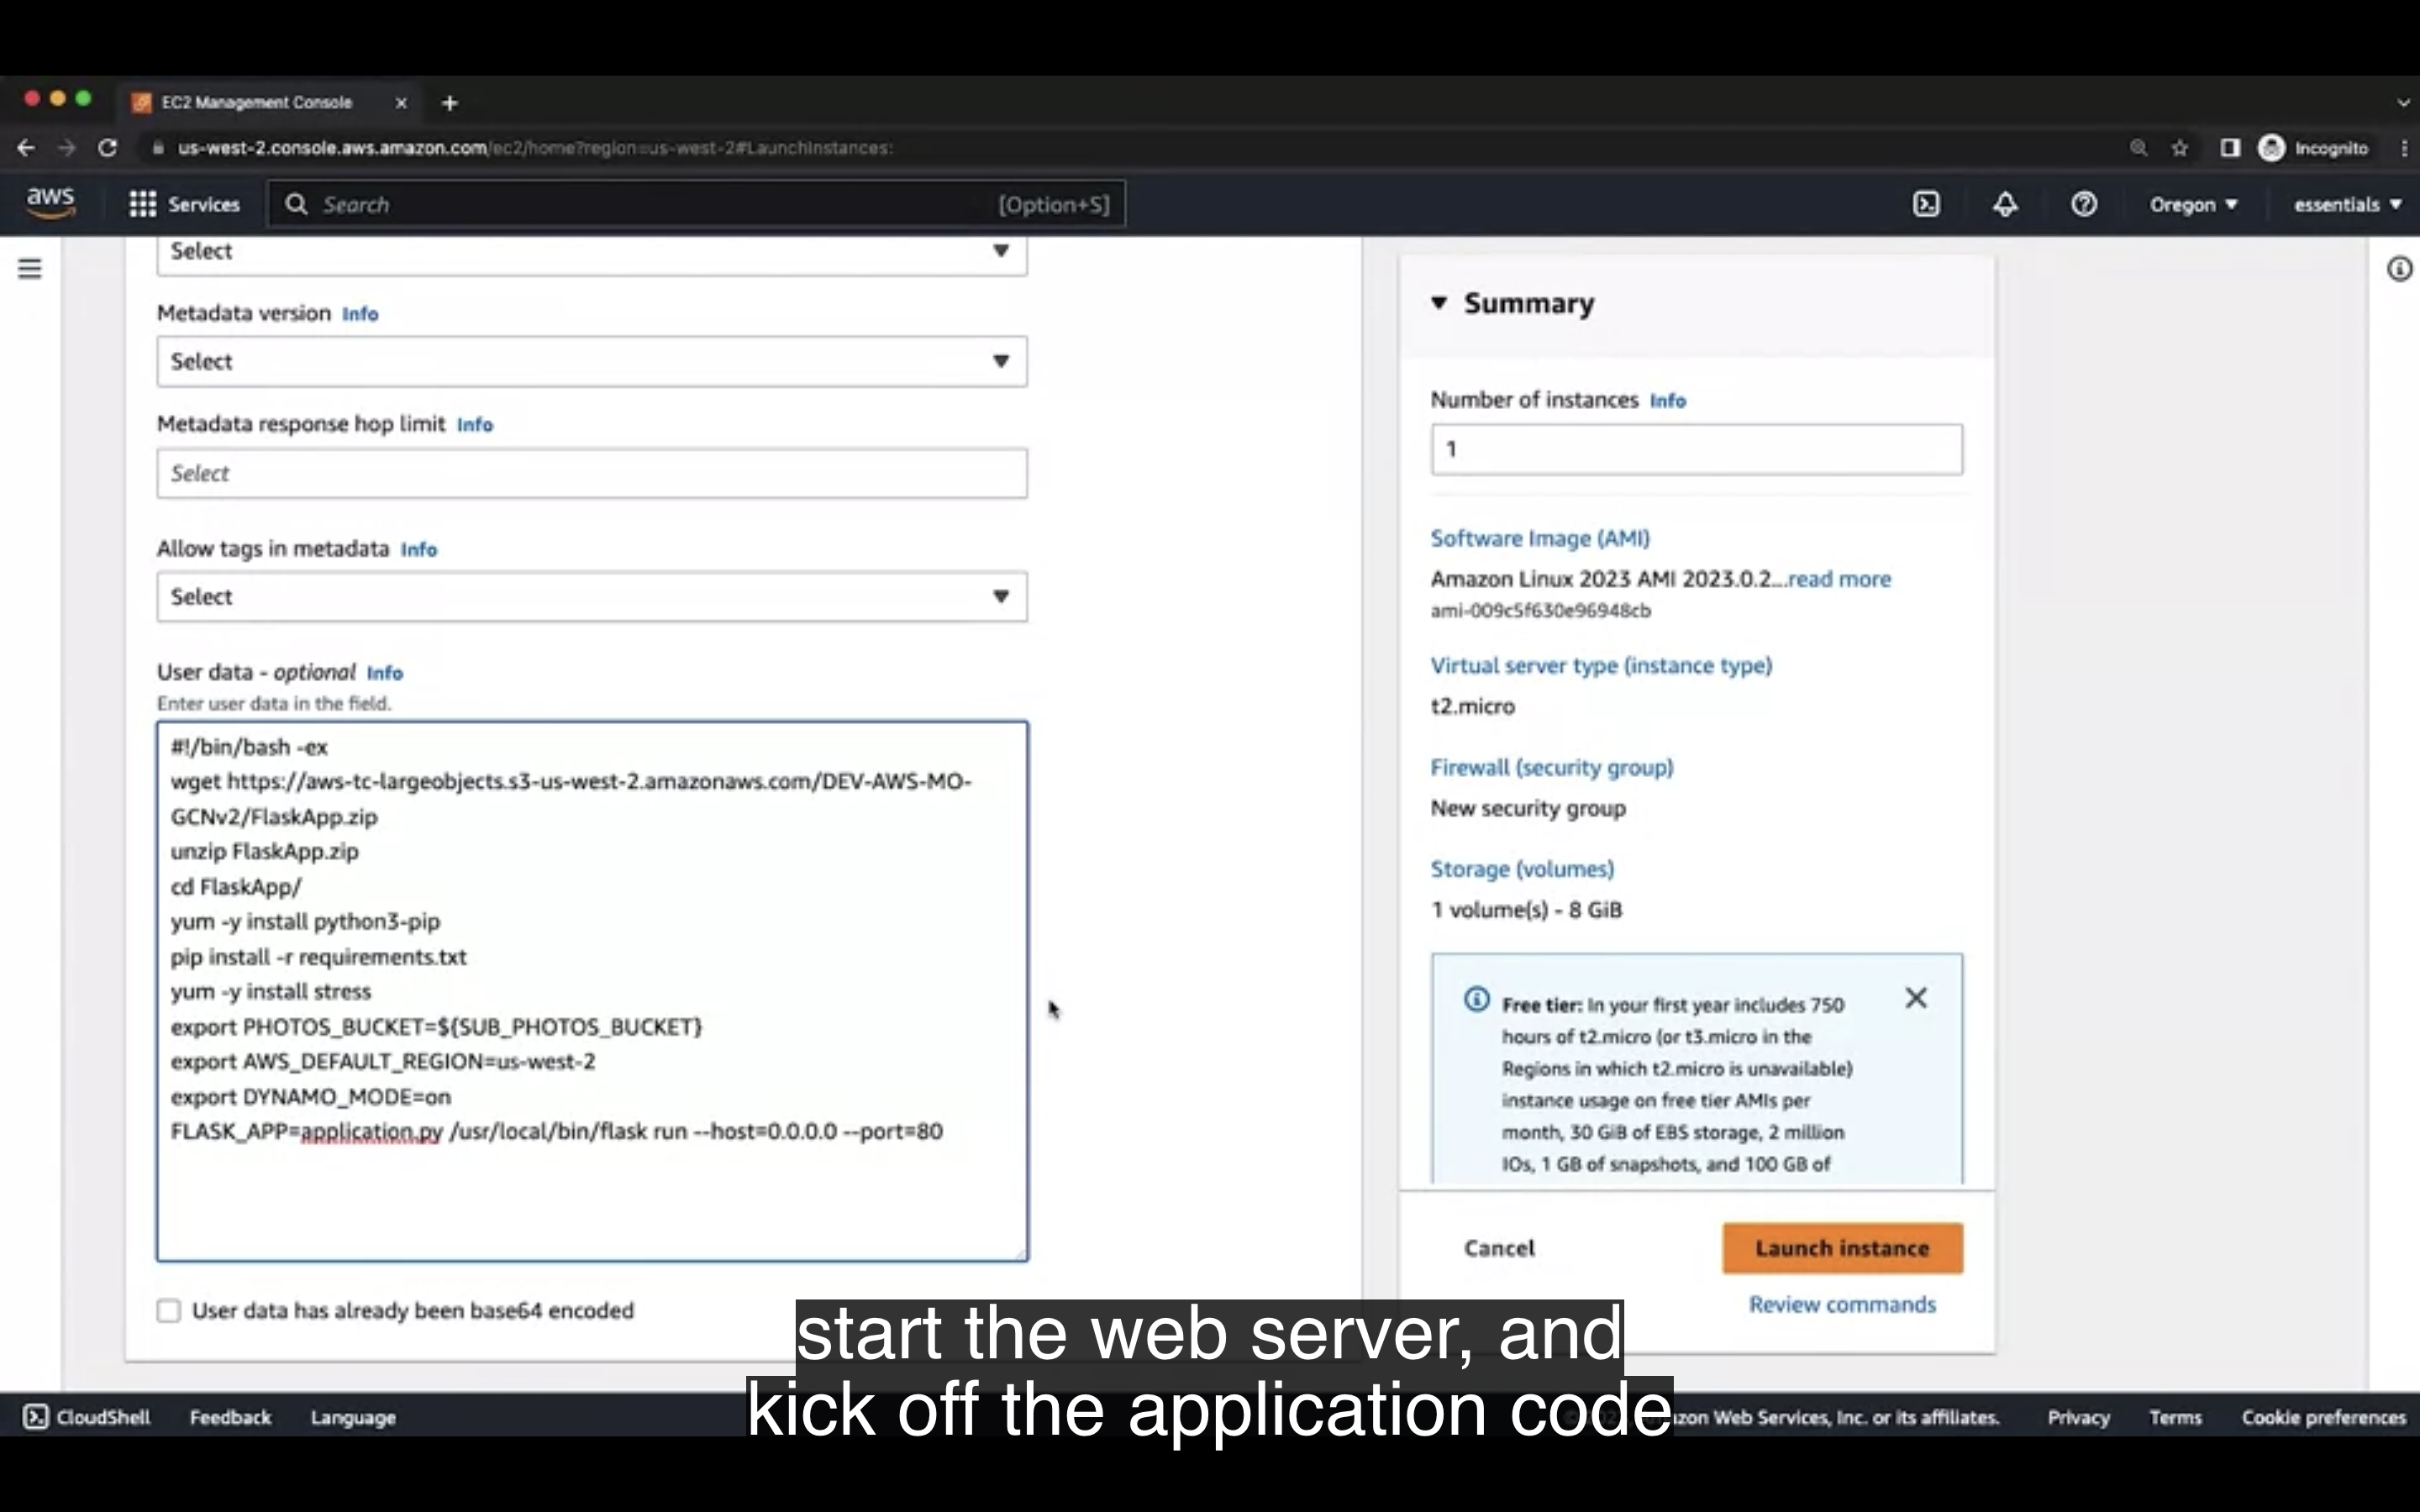 EC2 Management Console
us-west-2.console.aws.amazon.com/ec2/home?region=us-west-2#LaunchInstances:
Incognito
aws
Services
Search
[Option+S]
Oregon
essentials
Select
Metadata version Info
Select
Metadata response hop limit Info
Select
Allow tags in metadata Info
Select
User data - optional Info
Enter user data in the field.
#!/bin/bash -ex
wget https://aws-tc-largeobjects.s3-us-west-2.amazonaws.com/DEV-AWS-MO-
GCNv2/FlaskApp.zip
unzip FlaskApp.zip
cd FlaskApp/
yum -y install python3-pip
pip install -r requirements.txt
yum -y install stress
export PHOTOS_BUCKET=${SUB_PHOTOS_BUCKET}
export AWS_DEFAULT_REGION=us-west-2
export DYNAMO_MODE=on
FLASK_APP=application.py /usr/local/bin/flask run --host=0.0.0.0 --port=80
User data has already been base64 encoded
Summary
Number of instances Info
1
Software Image (AMI)
Amazon Linux 2023 AMI 2023.0.2...read more
ami-009c5f630e96948cb
Virtual server type (instance type)
t2.micro
Firewall (security group)
New security group
Storage (volumes)
1 volume(s) - 8 GiB
Free tier: In your first year includes 750
hours of t2.micro (or t3.micro in the
Regions in which t2.micro is unavailable)
instance usage on free tier AMIs per
month, 30 GiB of EBS storage, 2 million
IOs, 1 GB of snapshots, and 100 GB of
Cancel
Launch instance
Review commands
start the web server, and
kick off the application code
CloudShell
Feedback
Language
Web Services, Inc. or its affiliates.
Privacy
Terms
Cookie preferences